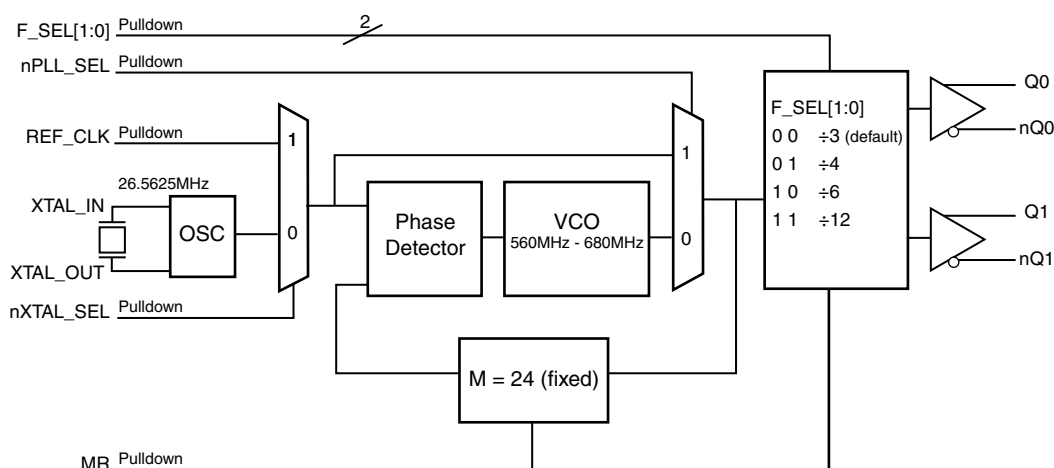 F_SEL[1:0] Pulldown
2
nPLL_SEL Pulldown
REF_CLK Pulldown
1
0
26.5625MHz
XTAL_IN
OSC
XTAL_OUT
nXTAL_SEL Pulldown
Phase
Detector
VCO
560MHz - 680MHz
1
0
M = 24 (fixed)
F_SEL[1:0]
0 0 ÷3 (default)
0 1 ÷4
1 0 ÷6
1 1 ÷12
Q0
nQ0
Q1
nQ1
MR Pulldown